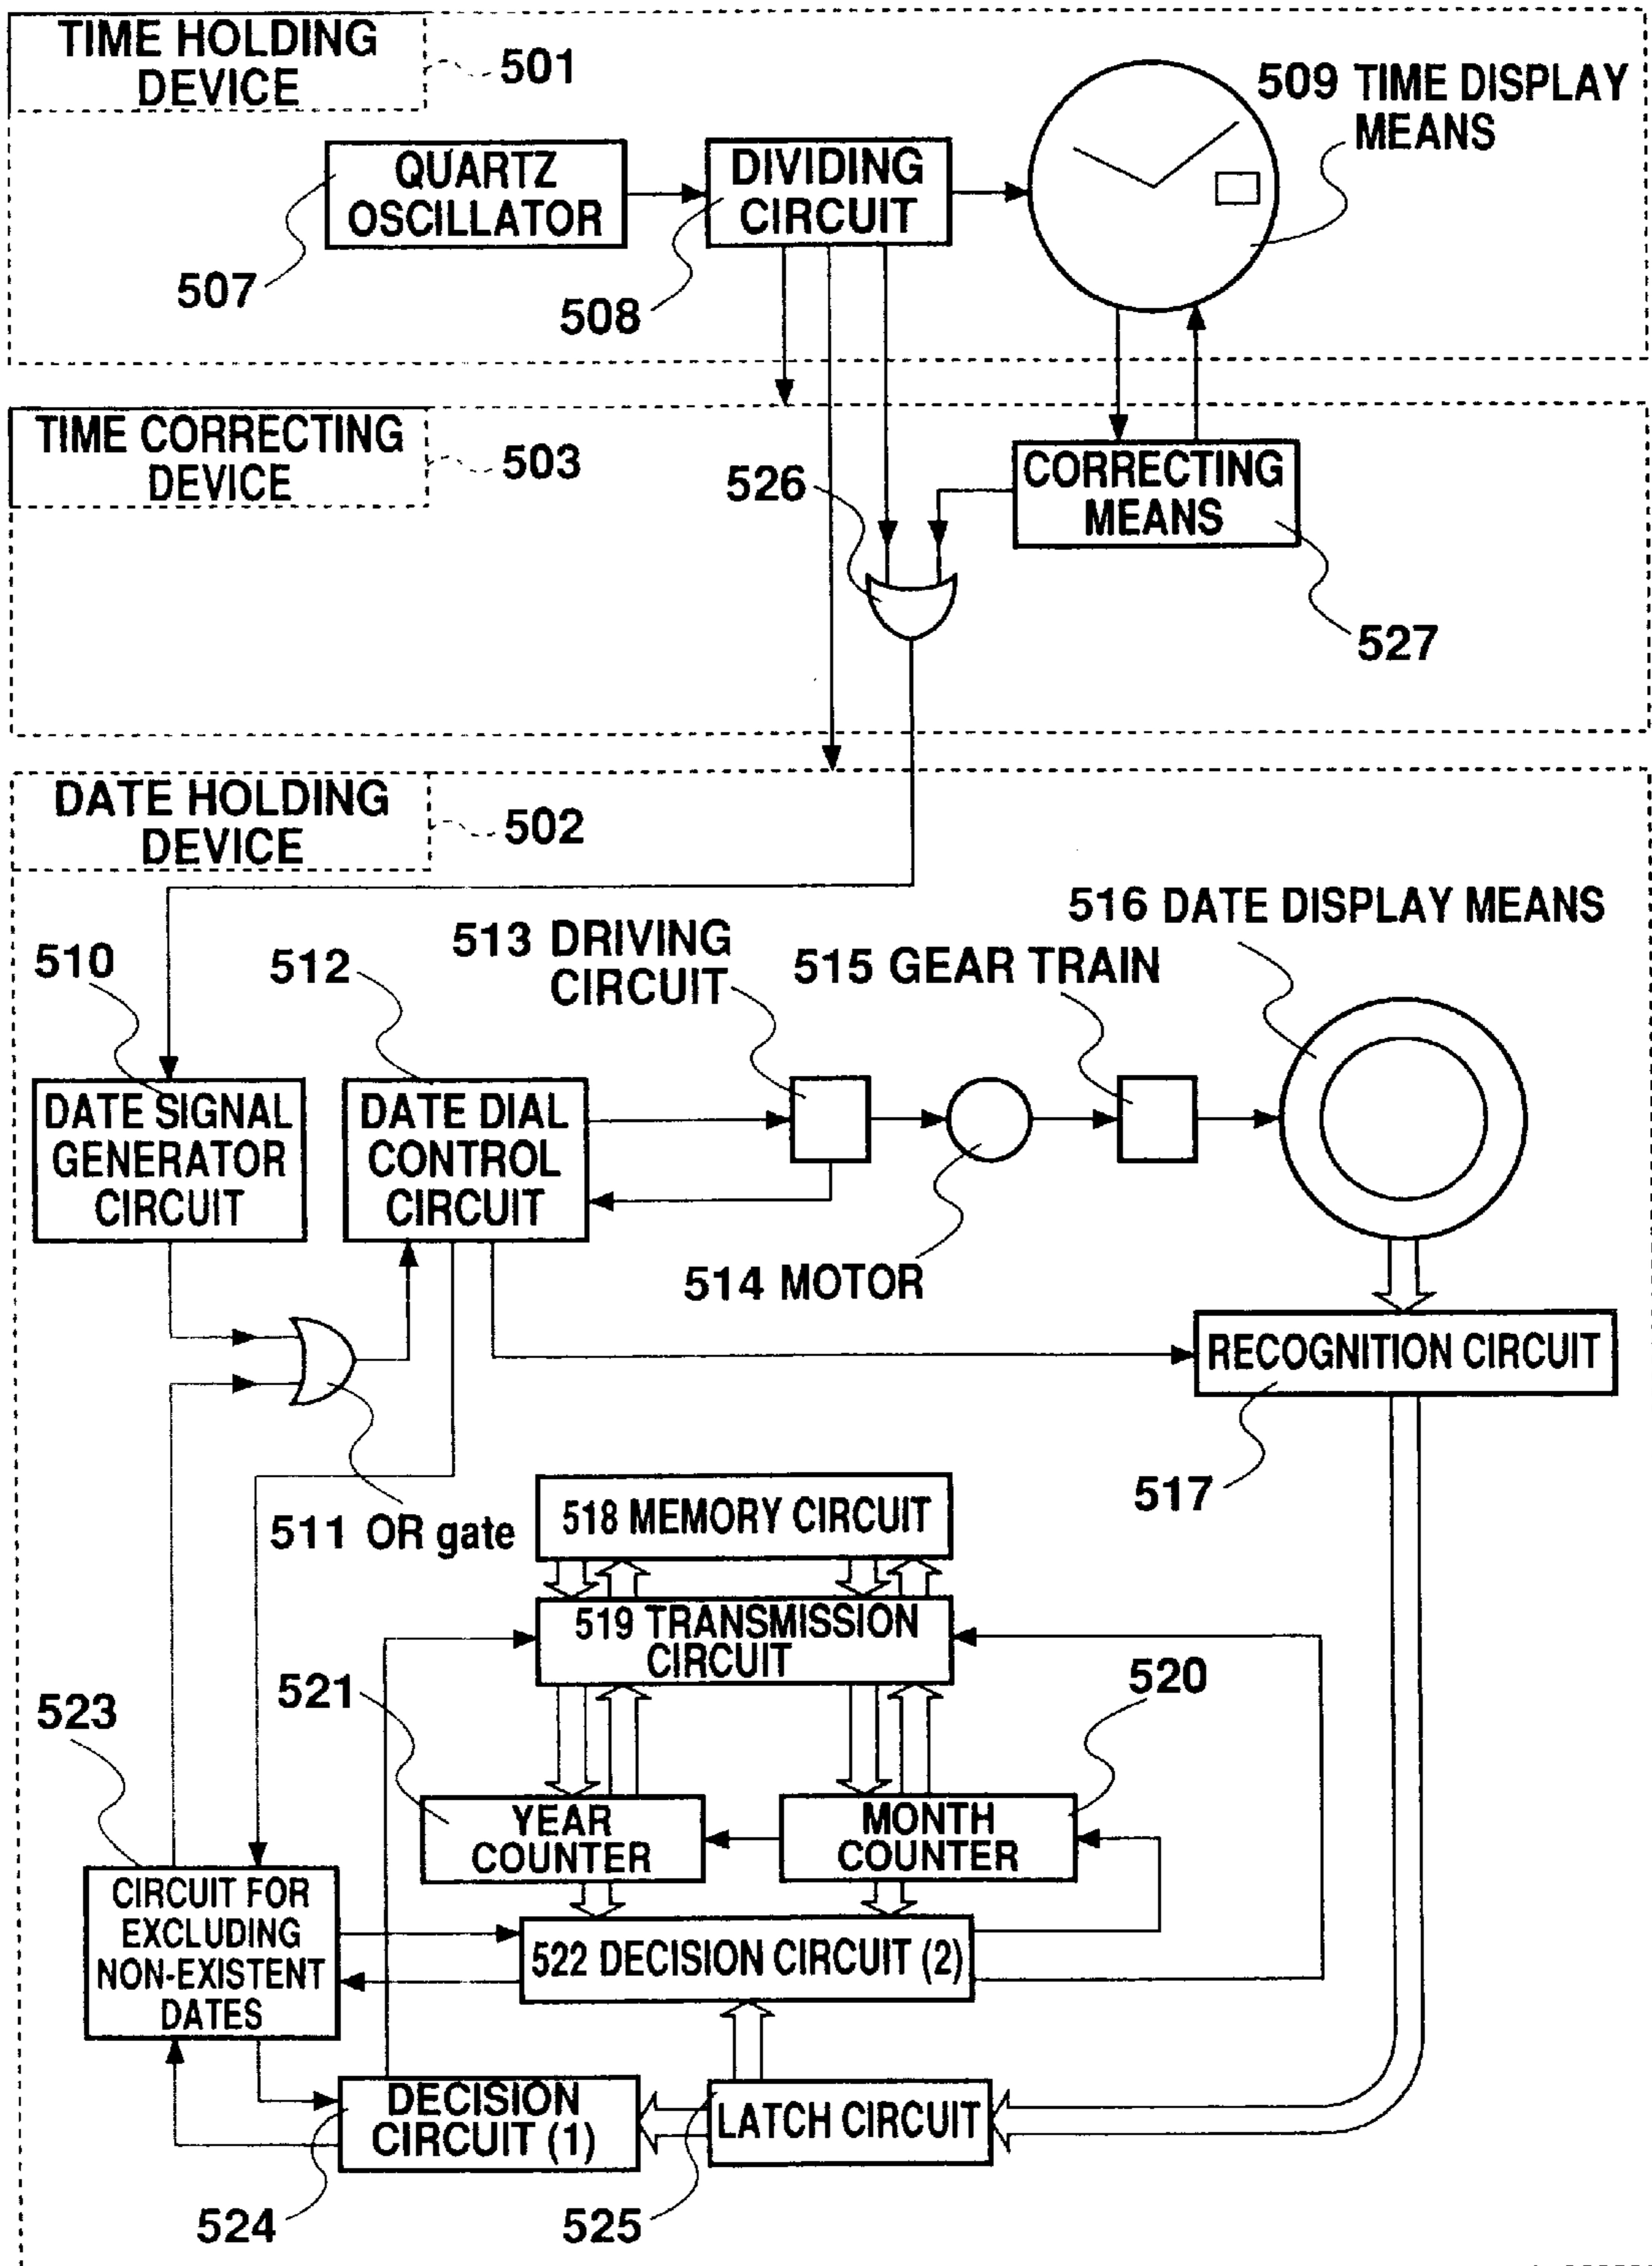 TIME HOLDING
DEVICE
501
509 TIME DISPLAY
MEANS
QUARTZ
OSCILLATOR
DIVIDING
CIRCUIT
507
508
TIME CORRECTING
DEVICE
503
526
CORRECTING
MEANS
527
DATE HOLDING
DEVICE
502
516 DATE DISPLAY MEANS
513 DRIVING
CIRCUIT
515 GEAR TRAIN
510
512
DATE SIGNAL
GENERATOR
CIRCUIT
DATE DIAL
CONTROL
CIRCUIT
514 MOTOR
RECOGNITION CIRCUIT
517
511 OR gate
518 MEMORY CIRCUIT
519 TRANSMISSION
CIRCUIT
521
520
523
YEAR
COUNTER
MONTH
COUNTER
CIRCUIT FOR
EXCLUDING
NON-EXISTENT
DATES
522 DECISION CIRCUIT (2)
DECISION
CIRCUIT (1)
LATCH CIRCUIT
524
525